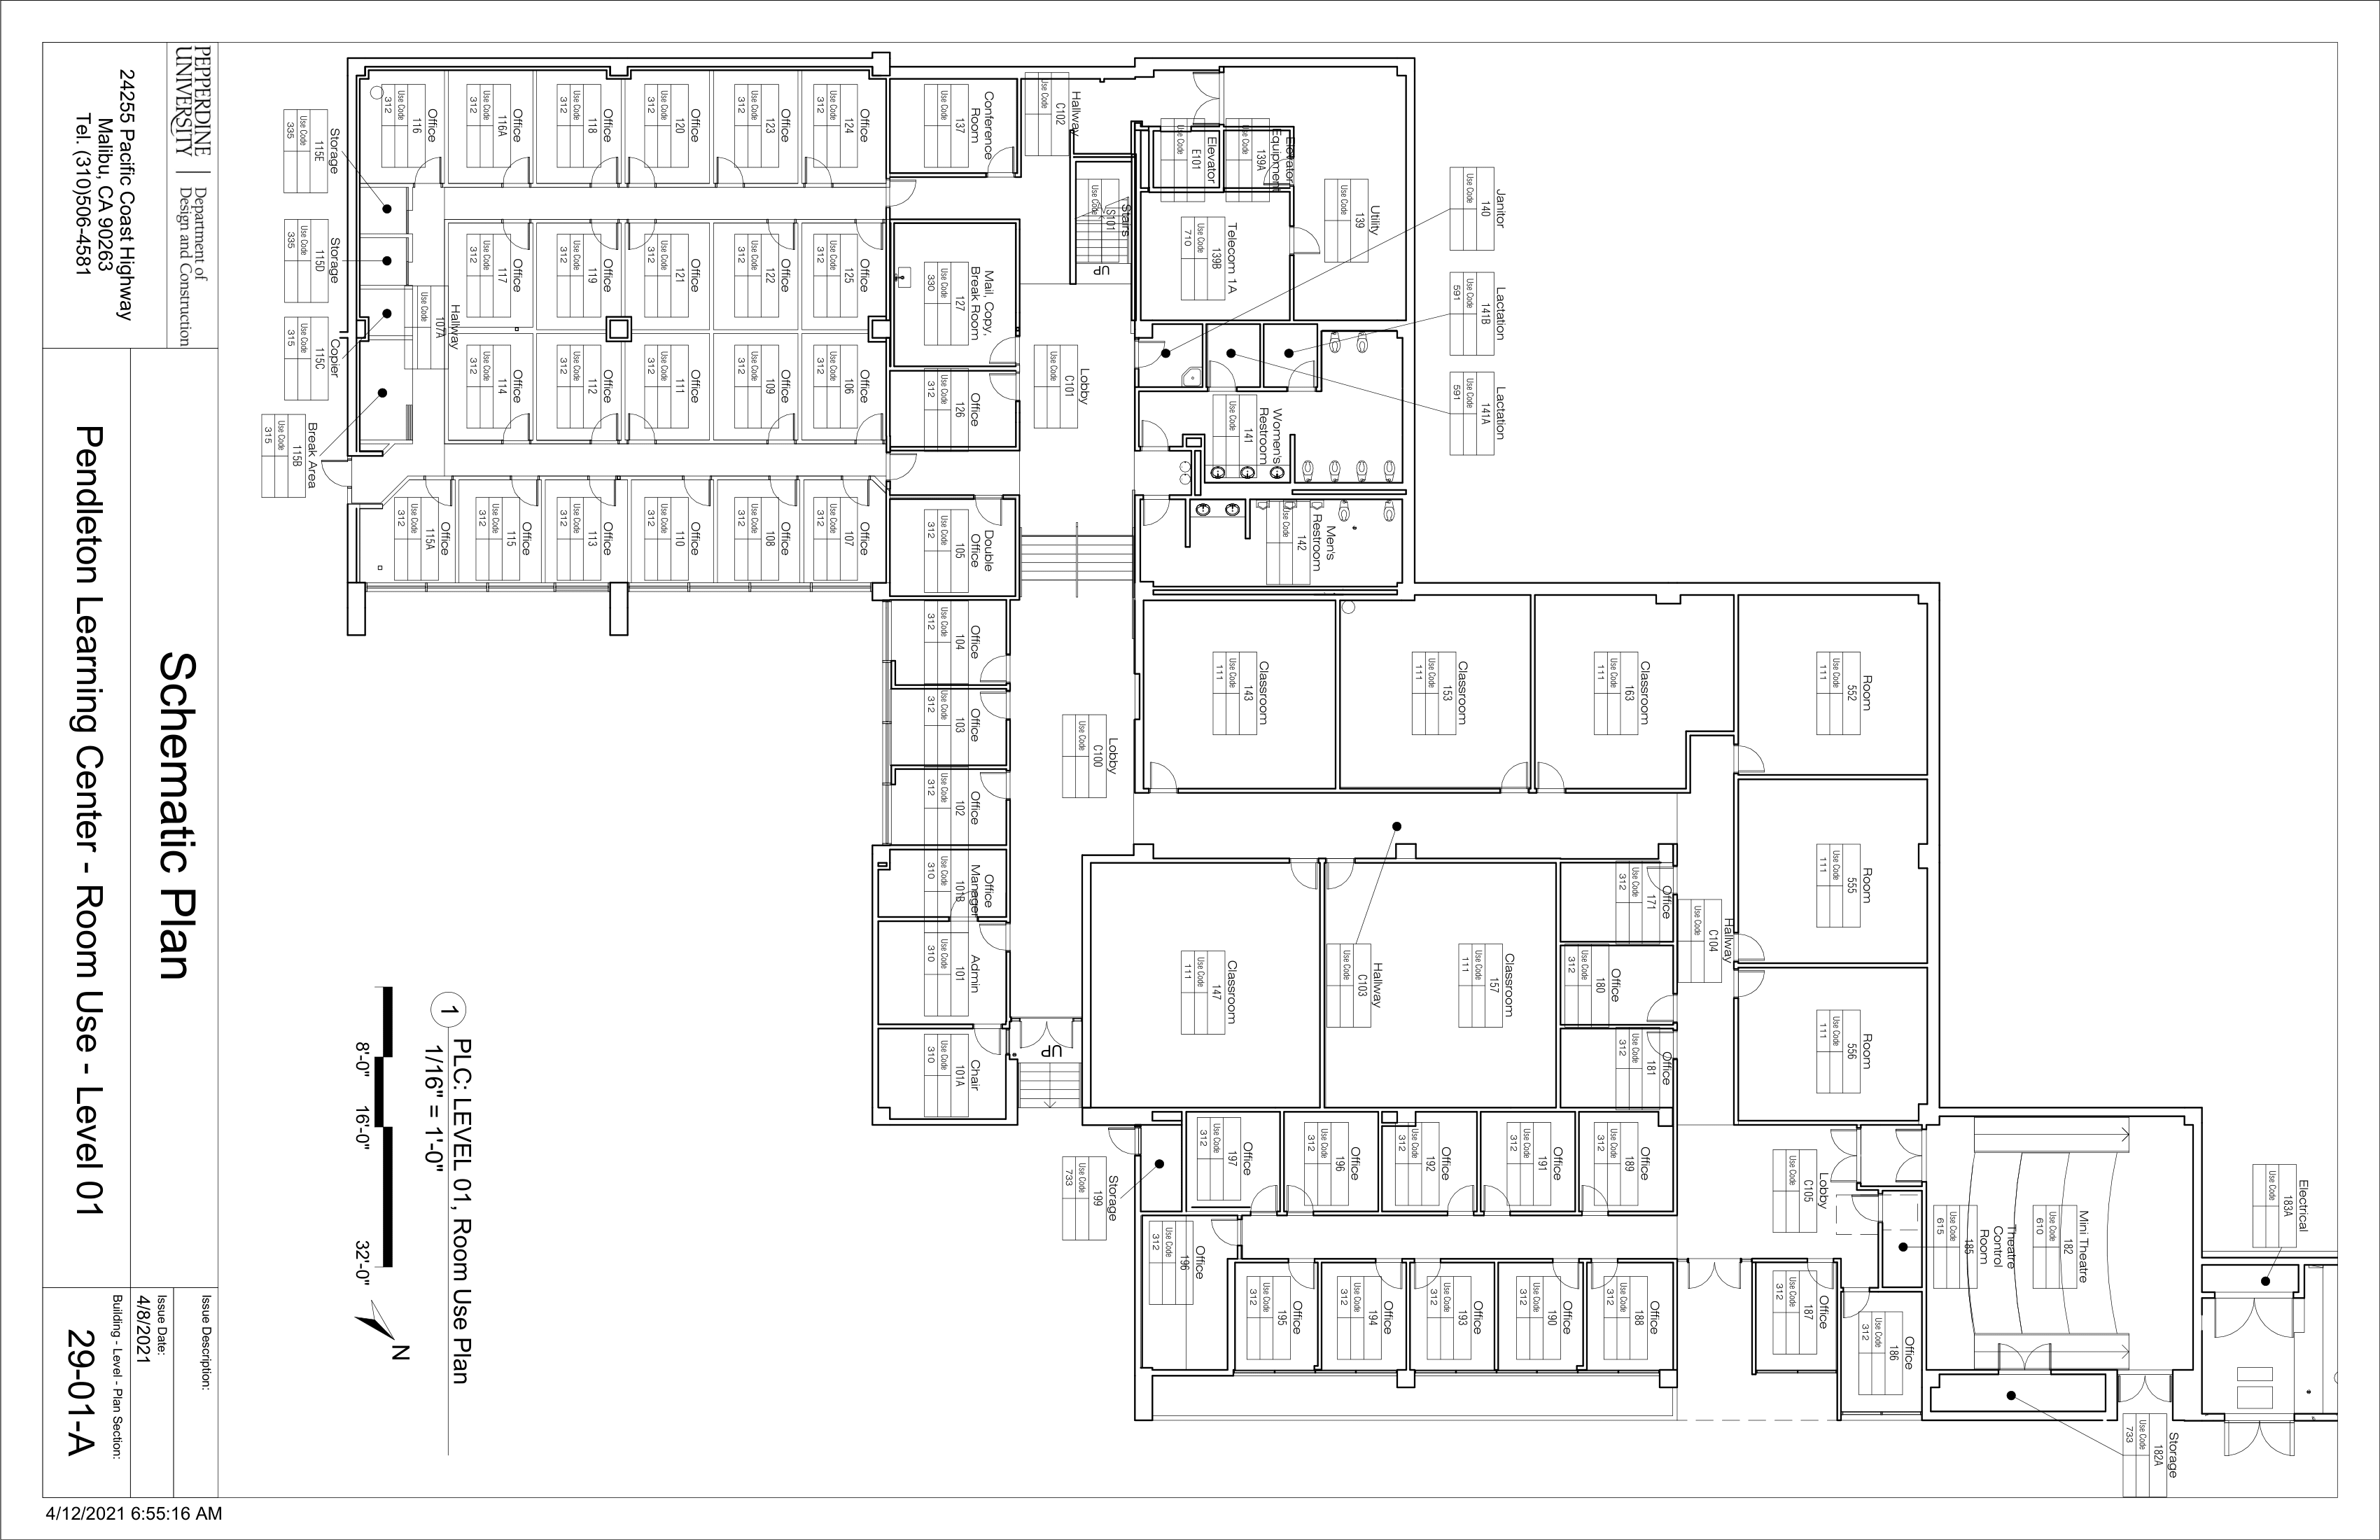 PEPPERDINE
UNIVERSITY
Department of
Design and Construction
24255 Pacific Coast Highway
Malibu, CA 90263
Tel. (310)506-4581
Schematic Plan
Pendleton Learning Center - Room Use - Level 01
Issue Description:
Issue Date:
4/8/2021
Building - Level - Plan Section:
29-01-A
4/12/2021 6:55:16 AM
1
PLC: LEVEL 01, Room Use Plan
1/16" = 1'-0"
8'-0"
16'-0"
32'-0"
N
Office
116
Use Code
312
Office
116A
Use Code
312
Office
118
Use Code
312
Office
120
Use Code
312
Office
123
Use Code
312
Office
124
Use Code
312
Conference
Room
137
Use Code
Hallway
C102
Use Code
Elevator
E101
Use Code
Elevator
Equipment
139A
Use Code
Utility
139
Use Code
Janitor
140
Use Code
Storage
115E
Use Code
335
Storage
115D
Use Code
335
Copier
115C
Use Code
315
Break Area
115B
Use Code
315
Hallway
107A
Use Code
Office
117
Use Code
312
Office
119
Use Code
312
Office
121
Use Code
312
Office
122
Use Code
312
Office
125
Use Code
312
Mail, Copy,
Break Room
127
Use Code
330
Stairs
S101
Use Code
UP
Telecom 1A
139B
Use Code
710
Lactation
141B
Use Code
591
Lactation
141A
Use Code
591
Office
114
Use Code
312
Office
112
Use Code
312
Office
111
Use Code
312
Office
109
Use Code
312
Office
106
Use Code
312
Office
126
Use Code
312
Lobby
C101
Use Code
Women's
Restroom
141
Use Code
Office
115A
Use Code
312
Office
115
Use Code
312
Office
113
Use Code
312
Office
110
Use Code
312
Office
108
Use Code
312
Office
107
Use Code
312
Double
Office
105
Use Code
312
Men's
Restroom
142
Use Code
Office
104
Use Code
312
Office
103
Use Code
312
Office
102
Use Code
312
Office
Manager
101B
Use Code
310
Admin
101
Use Code
310
Chair
101A
Use Code
310
UP
Lobby
C100
Use Code
Classroom
143
Use Code
111
Classroom
153
Use Code
111
Classroom
163
Use Code
111
Room
552
Use Code
111
Room
555
Use Code
111
Room
556
Use Code
111
Classroom
147
Use Code
111
Hallway
C103
Use Code
Classroom
157
Use Code
111
Office
171
Use Code
312
Office
180
Use Code
312
Office
181
Use Code
312
Hallway
C104
Use Code
Storage
199
Use Code
733
Office
197
Use Code
312
Office
196
Use Code
312
Office
192
Use Code
312
Office
191
Use Code
312
Office
189
Use Code
312
Lobby
C105
Use Code
Office
196
Use Code
312
Office
195
Use Code
312
Office
194
Use Code
312
Office
193
Use Code
312
Office
190
Use Code
312
Office
188
Use Code
312
Office
187
Use Code
312
Office
186
Use Code
312
Theatre
Control
Room
185
Use Code
615
Mini Theatre
182
Use Code
610
Electrical
183A
Use Code
Storage
182A
Use Code
733